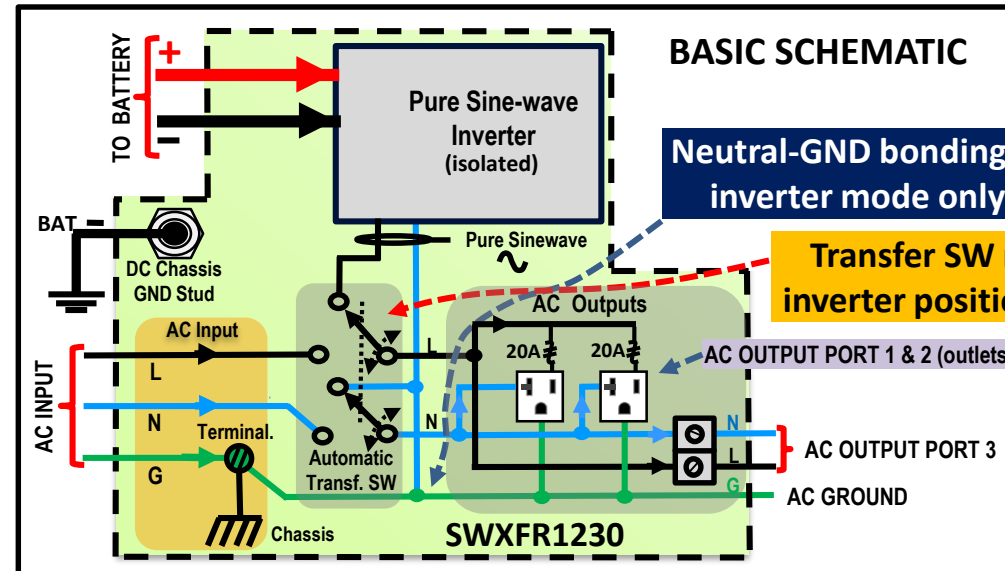 BASIC SCHEMATIC
TO BATTERY
+
−
Pure Sine-wave
Inverter
(isolated)
Neutral-GND bonding
inverter mode only
BAT −
DC Chassis
GND Stud
Pure Sinewave
Transfer SW
inverter positio
AC Input
AC Outputs
AC INPUT
L
N
G
Terminal.
Chassis
Automatic
Transf. SW
L
N
20A
20A
AC OUTPUT PORT 1 & 2 (outlets
N
L
G
AC OUTPUT PORT 3
AC GROUND
SWXFR1230